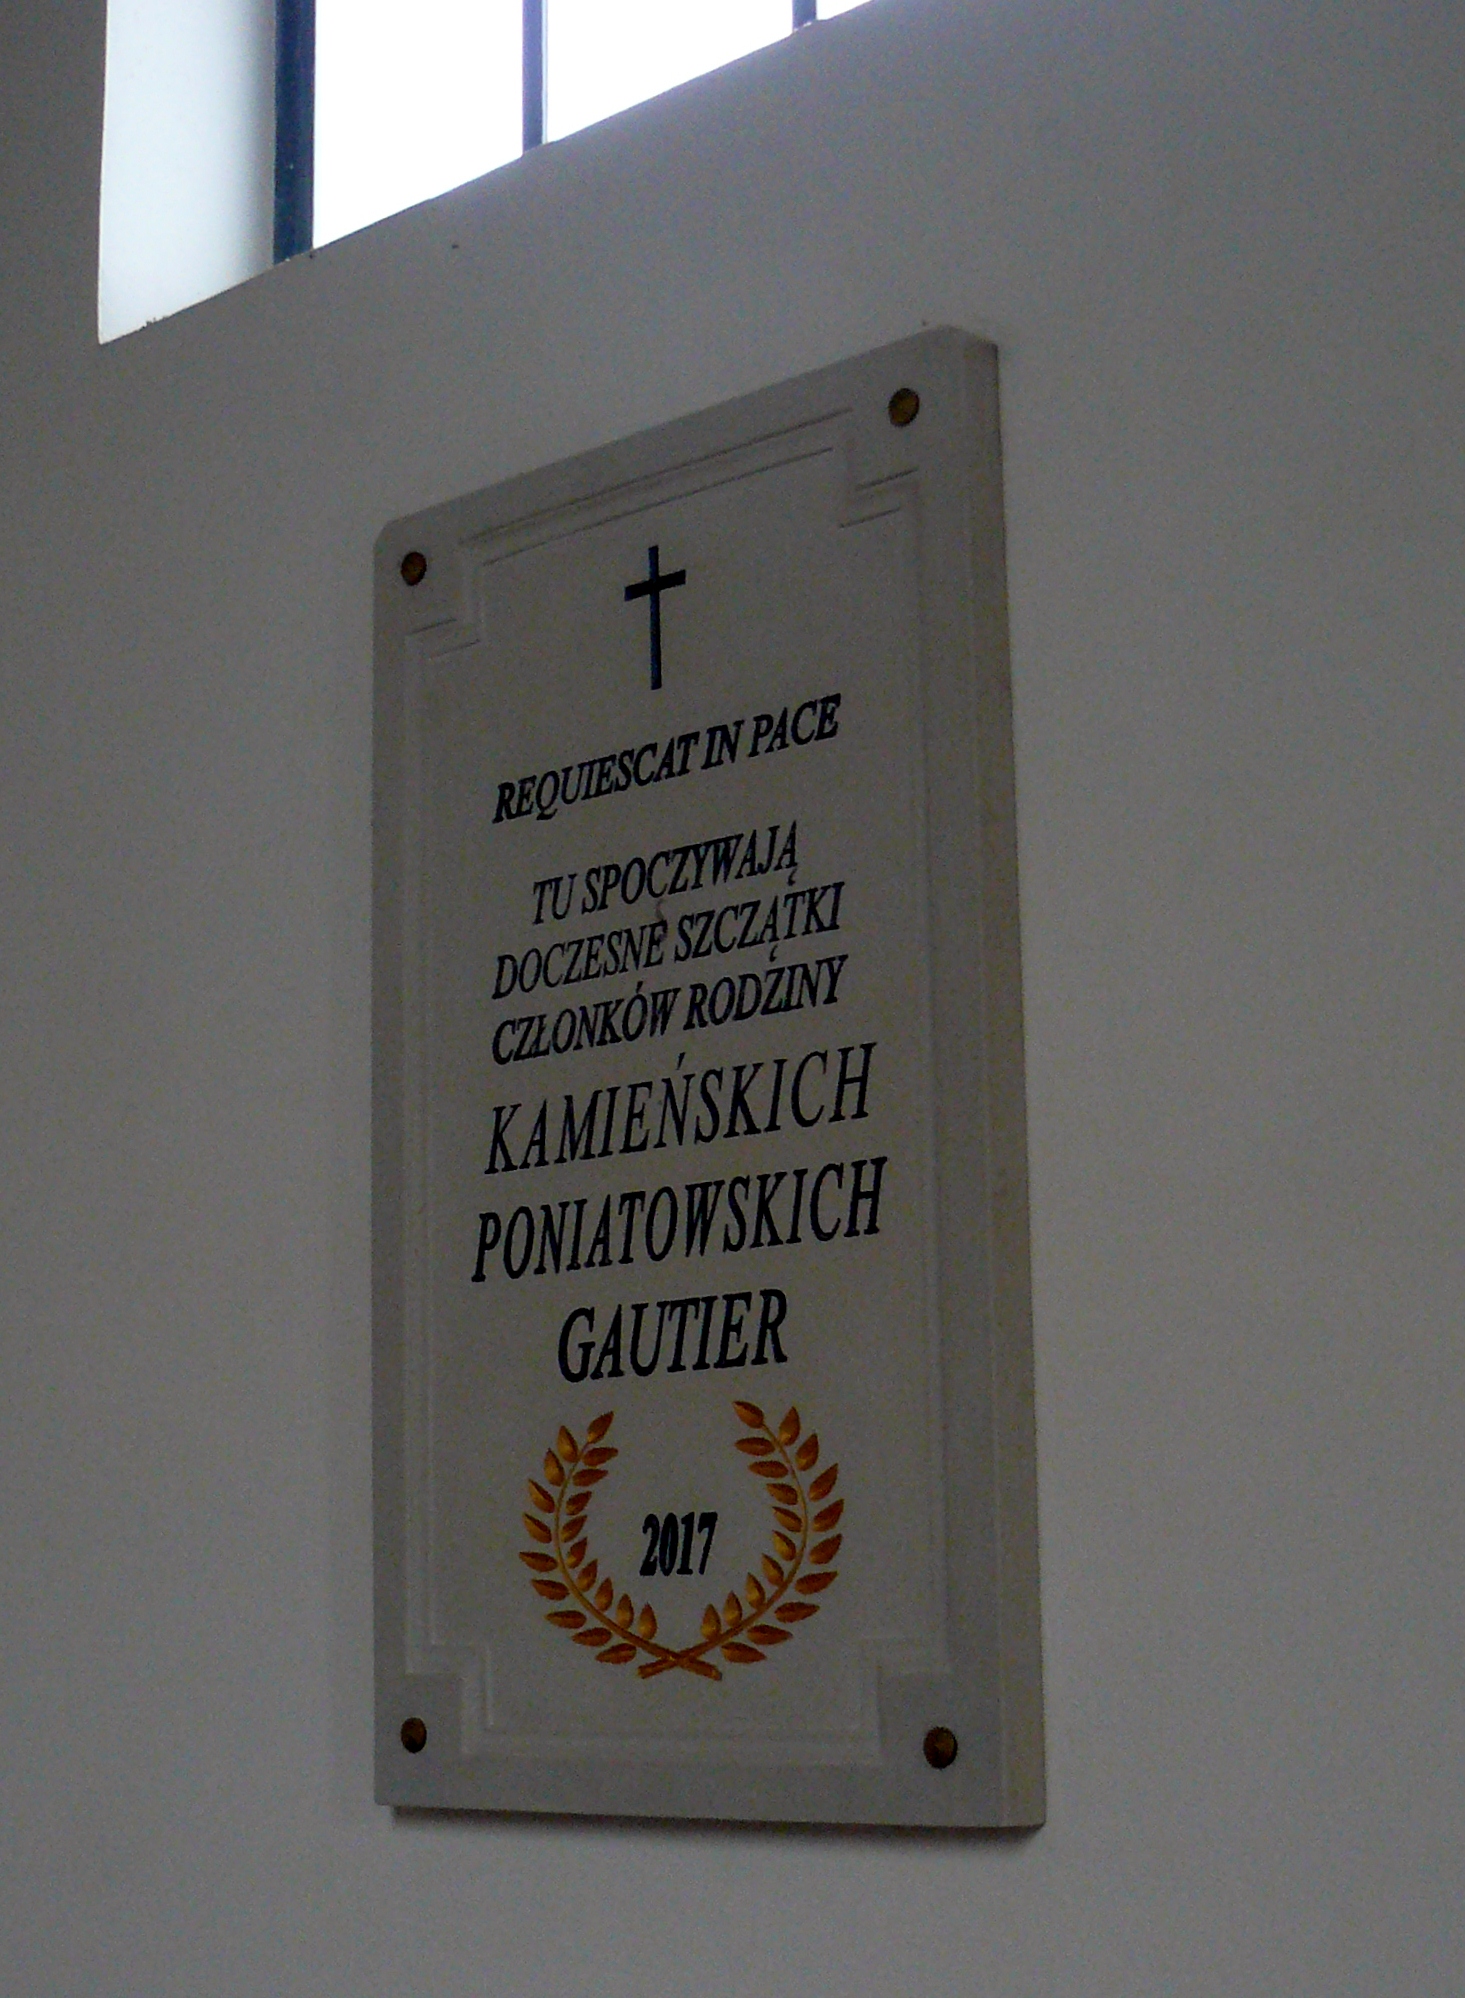 REQUIESCAT IN PACE
TU SPOCZYWAJĄ
DOCZESNE SZCZĄTKI
CZŁONKÓW RODZINY
KAMIEŃSKICH
PONIATOWSKICH
GAUTIER
2017